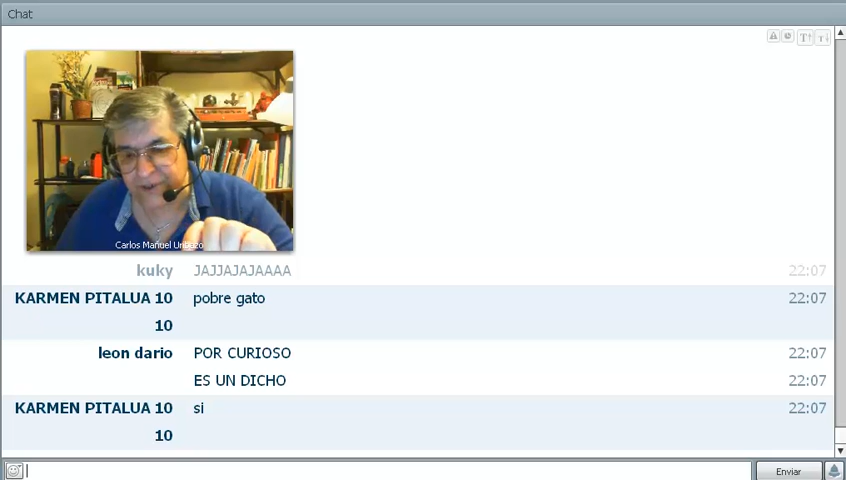 Chat
Carlos Manuel
kuky JAJJAJAJAAAA 22:07
KARMEN PITALUA 10 pobre gato 22:07
10
leon dario POR CURIOSO 22:07
ES UN DICHO 22:07
KARMEN PITALUA 10 si 22:07
10
Enviar